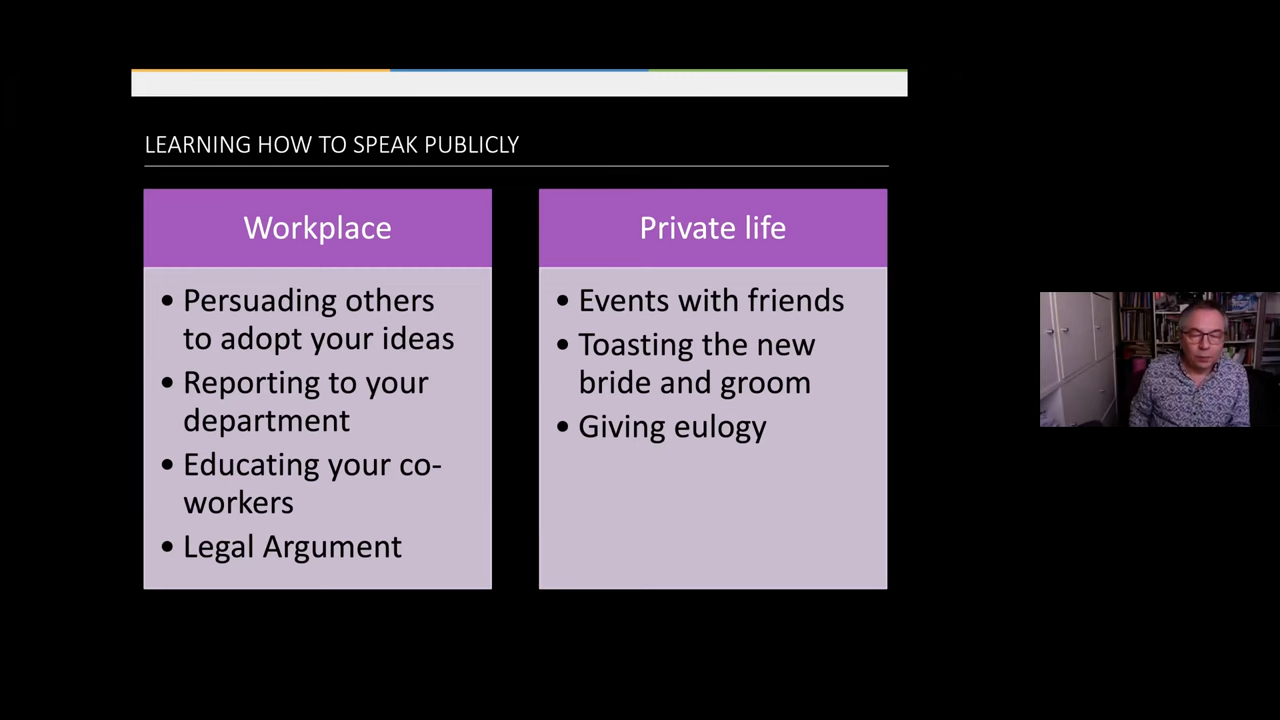 LEARNING HOW TO SPEAK PUBLICLY
Workplace
• Persuading others
to adopt your ideas
• Reporting to your
department
• Educating your co-
workers
• Legal Argument
Private life
• Events with friends
• Toasting the new
bride and groom
• Giving eulogy